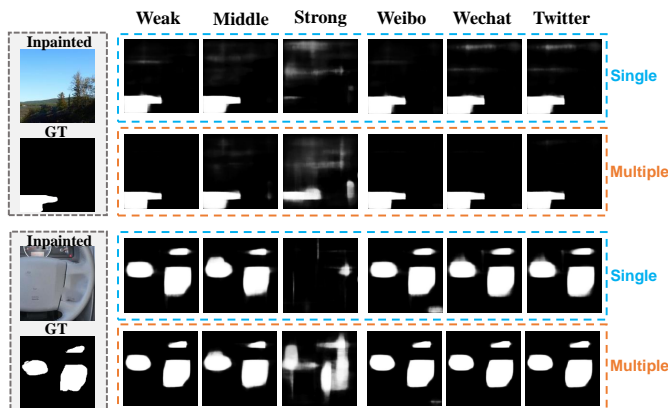 Weak Middle Strong Weibo Wechat Twitter
Inpainted
Single
GT
Multiple
Inpainted
Single
GT
Multiple